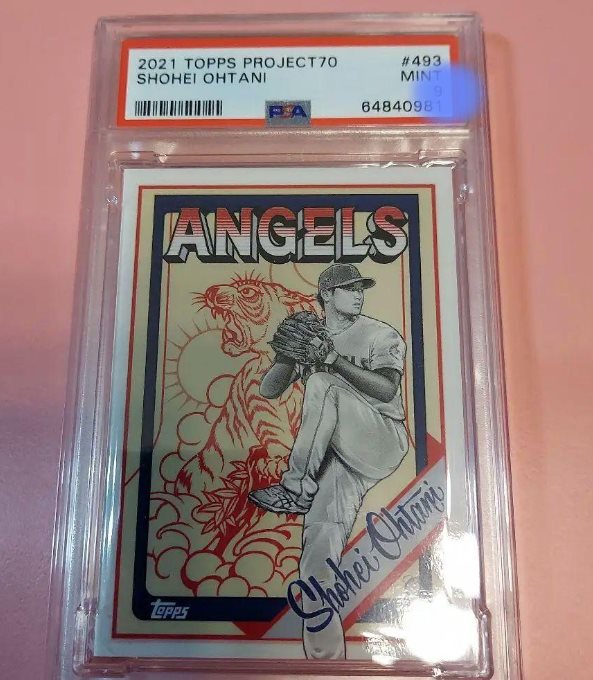 2021 TOPPS PROJECT70 #493
SHOHEI OHTANI MINT
9
PSA 64840981
ANGELS
Shohei Ohtani
topps